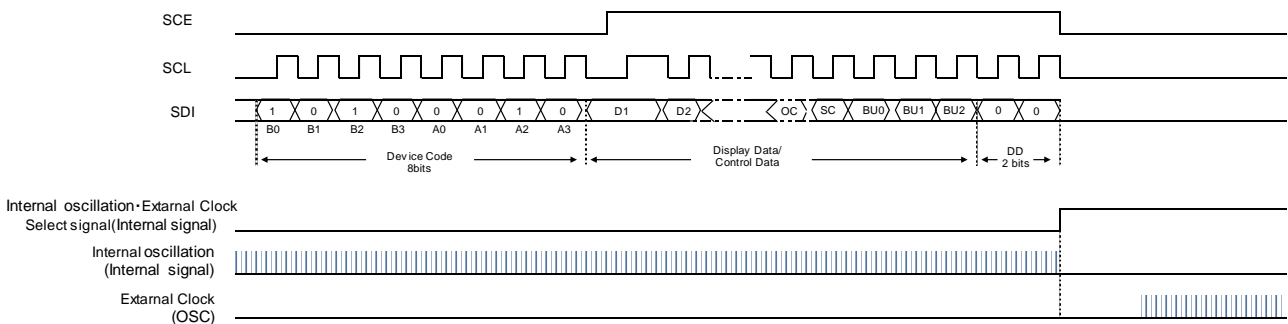 SCE
SCL
SDI
1 0 1 0 0 0 1 0 D1 D2 OC SC BU0 BU1 BU2 0 0
B0 B1 B2 B3 A0 A1 A2 A3
Device Code
8bits
Display Data/
Control Data
DD
2 bits
Internal oscillation・Extarnal Clock
Select signal(Internal signal)
Internal oscillation
(Internal signal)
Extarnal Clock
(OSC)